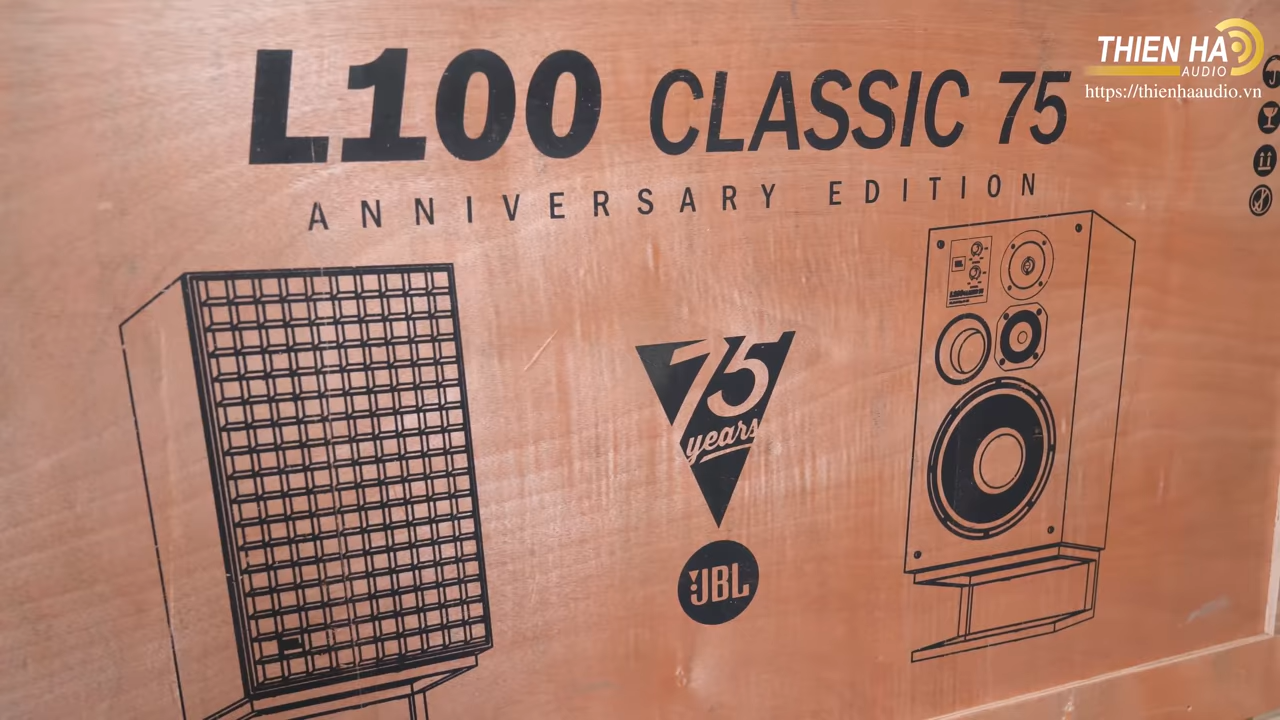 L100 CLASSIC 75
ANNIVERSARY EDITION
THIEN HA
AUDIO
https://thienhaaudio.vn
75
years
JBL